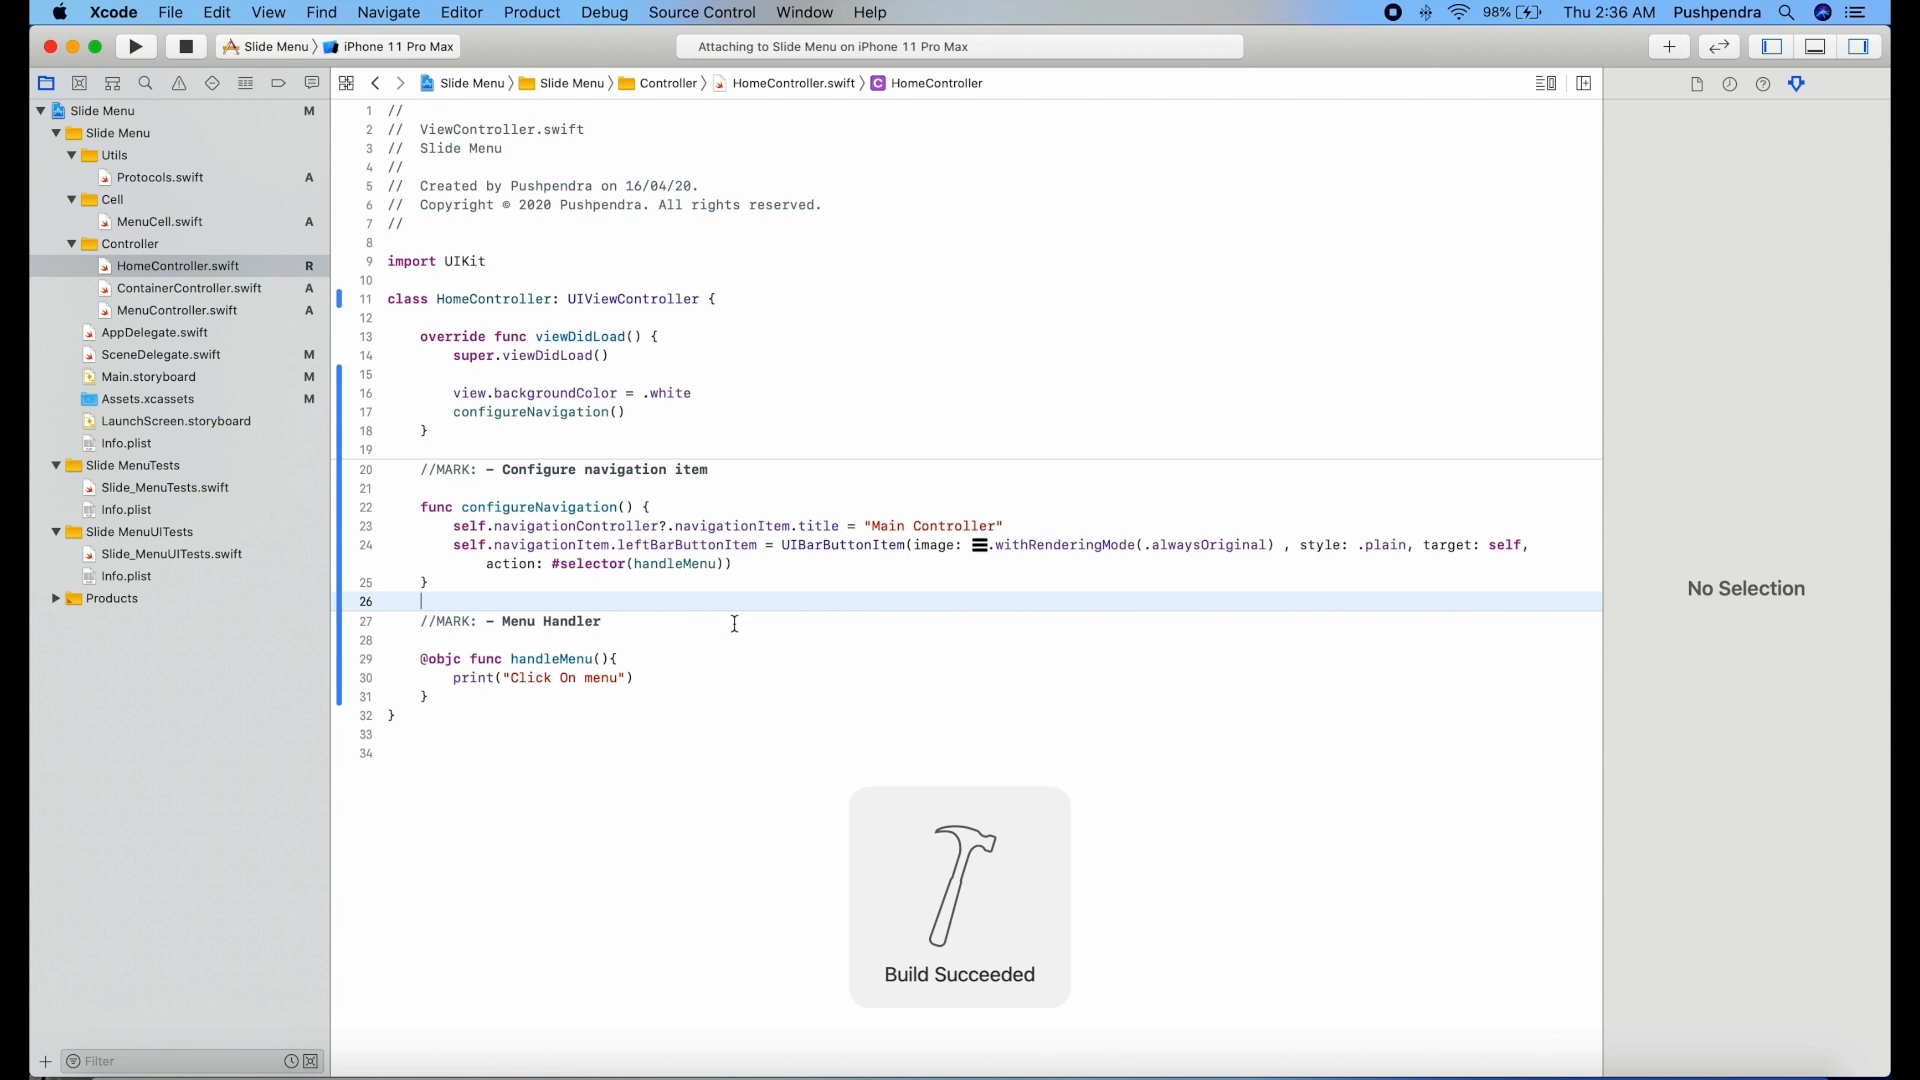 Xcode File Edit View Find Navigate Editor Product Debug Source Control Window Help 98% Thu 2:36 AM Pushpendra
Slide Menu iPhone 11 Pro Max Attaching to Slide Menu on iPhone 11 Pro Max
Slide Menu Slide Menu Controller HomeController.swift C HomeController
Slide Menu M
Slide Menu
Utils
Protocols.swift A
Cell
MenuCell.swift A
Controller
HomeController.swift R
ContainerController.swift A
MenuController.swift A
AppDelegate.swift
SceneDelegate.swift M
Main.storyboard M
Assets.xcassets M
LaunchScreen.storyboard
Info.plist
Slide MenuTests
Slide_MenuTests.swift
Info.plist
Slide MenuUITests
Slide_MenuUITests.swift
Info.plist
Products
Filter
1 //
2 // ViewController.swift
3 // Slide Menu
4 //
5 // Created by Pushpendra on 16/04/20.
6 // Copyright © 2020 Pushpendra. All rights reserved.
7 //
8
9 import UIKit
10
11 class HomeController: UIViewController {
12
13 override func viewDidLoad() {
14 super.viewDidLoad()
15
16 view.backgroundColor = .white
17 configureNavigation()
18 }
19
20 //MARK: - Configure navigation item
21
22 func configureNavigation() {
23 self.navigationController?.navigationItem.title = "Main Controller"
24 self.navigationItem.leftBarButtonItem = UIBarButtonItem(image: .withRenderingMode(.alwaysOriginal) , style: .plain, target: self,
action: #selector(handleMenu))
25 }
26
27 //MARK: - Menu Handler
28
29 @objc func handleMenu(){
30 print("Click On menu")
31 }
32 }
33
34
Build Succeeded
No Selection